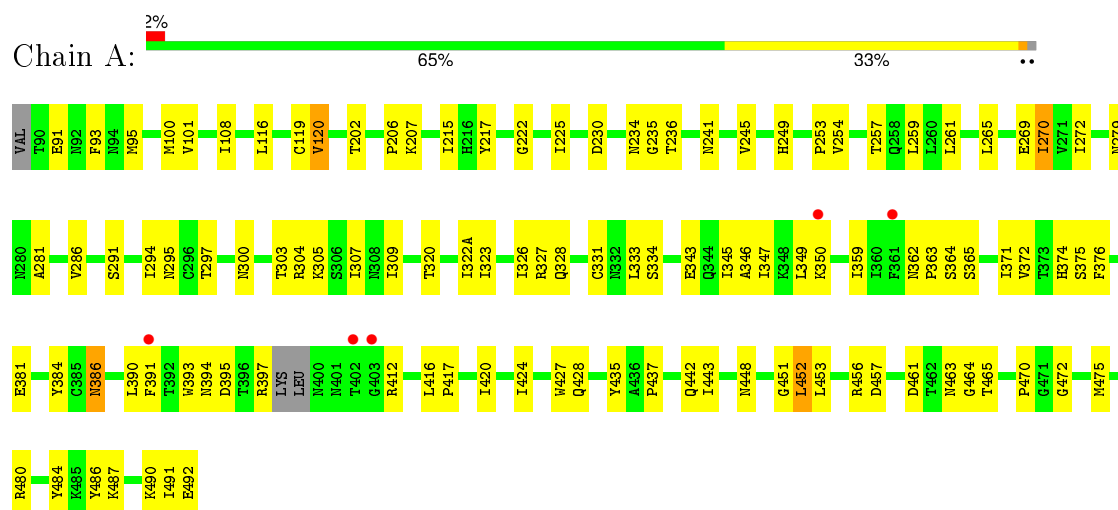 2%
Chain A:
65% 33% ••
VAL T90 E91 N92 F93 N94 M95 M100 V101 I108 L116 C119 V120 T202 P206 K207 I215 H216 Y217 G222 I225 D230 N234 G235 T236 N241 V245 H249 P253 V254 T257 Q258 L259 L260 L261 L265 E269 I270 V271 I272 N279
N280 A281 V286 S291 I294 N295 C296 T297 N300 T303 R304 K305 S306 I307 N308 I309 T320 I322A I323 I326 R327 Q328 C331 N332 L333 S334 E343 Q344 I345 A346 I347 K348 L349 K350 I359 I360 F361 N362 P363 S364 S365 I371 V372 T373 H374 S375 F376
E381 Y384 C385 N386 L390 F391 T392 W393 N394 D395 T396 R397 LYS LEU N400 N401 T402 G403 R412 L416 P417 I420 I424 W427 Q428 Y435 A436 P437 Q442 I443 N448 G451 L452 L453 R456 D457 D461 T462 N463 G464 T465 P470 G471 G472 M475
R480 Y484 K485 Y486 K487 K490 I491 E492